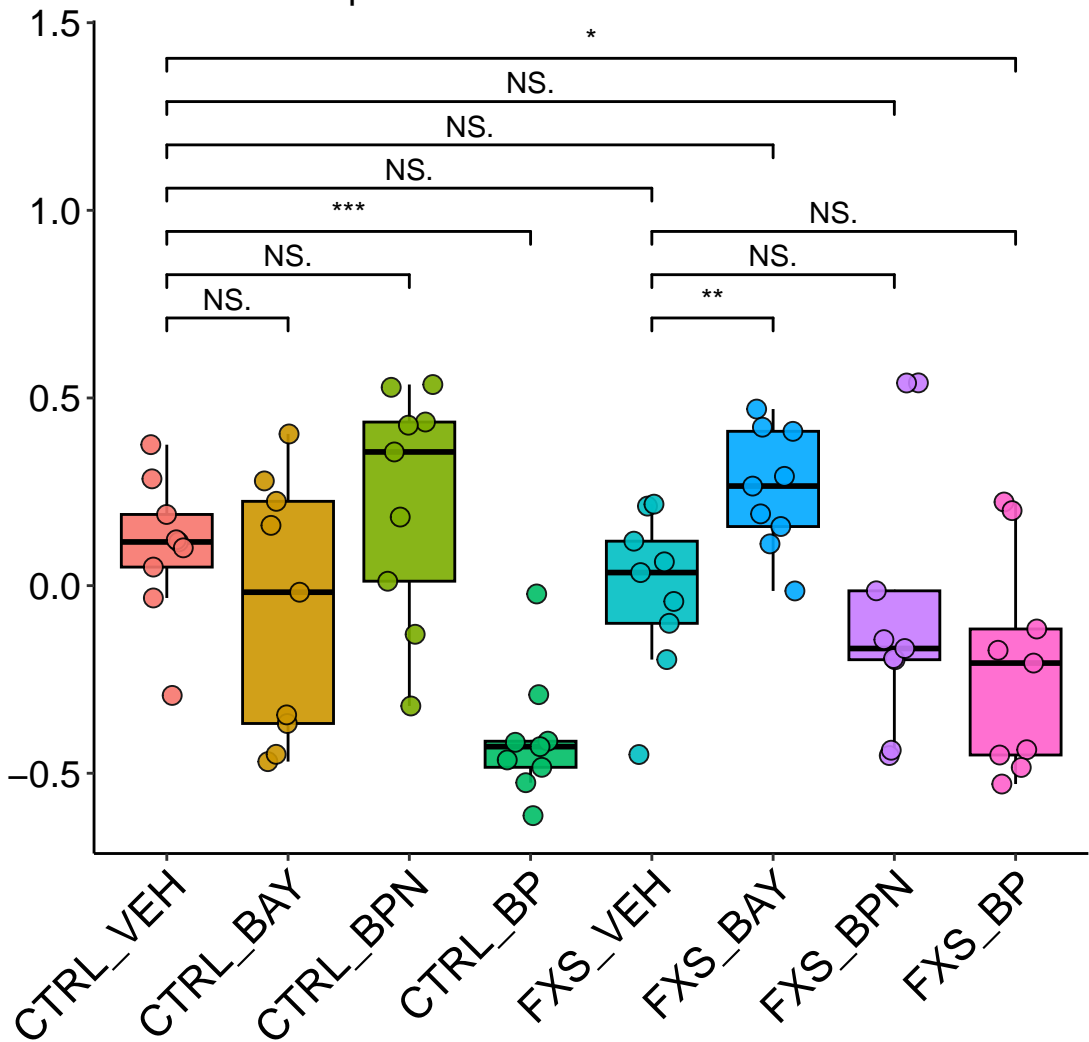 1.5
*
NS.
NS.
NS.
1.0
***
NS.
NS.
NS.
NS.
**
0.5
0.0
−0.5
CTRL_VEH
CTRL_BAY
CTRL_BPN
CTRL_BP
FXS_VEH
FXS_BAY
FXS_BPN
FXS_BP